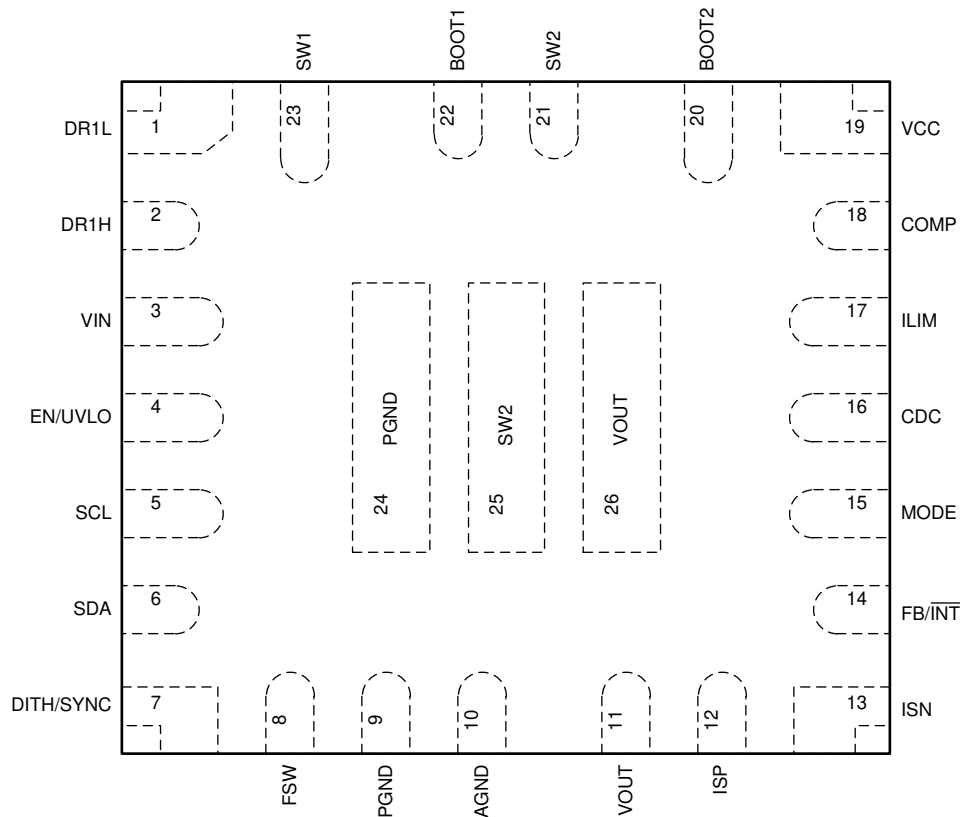 SW1
BOOT1
SW2
BOOT2
23
22
21
20
DR1L
1
19
VCC
DR1H
2
18
COMP
VIN
3
17
ILIM
EN/UVLO
4
16
CDC
PGND
SW2
VOUT
24
25
26
SCL
5
15
MODE
SDA
6
14
FB/INT
DITH/SYNC
7
13
ISN
8
9
10
11
12
FSW
PGND
AGND
VOUT
ISP